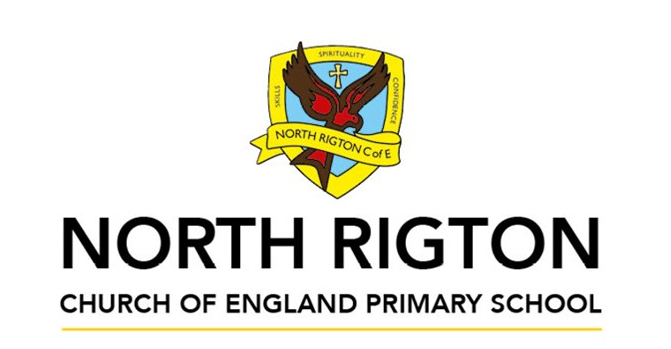 SPIRITUALITY
SKILLS
CONFIDENCE
NORTH RIGTON C of E
NORTH RIGTON
CHURCH OF ENGLAND PRIMARY SCHOOL